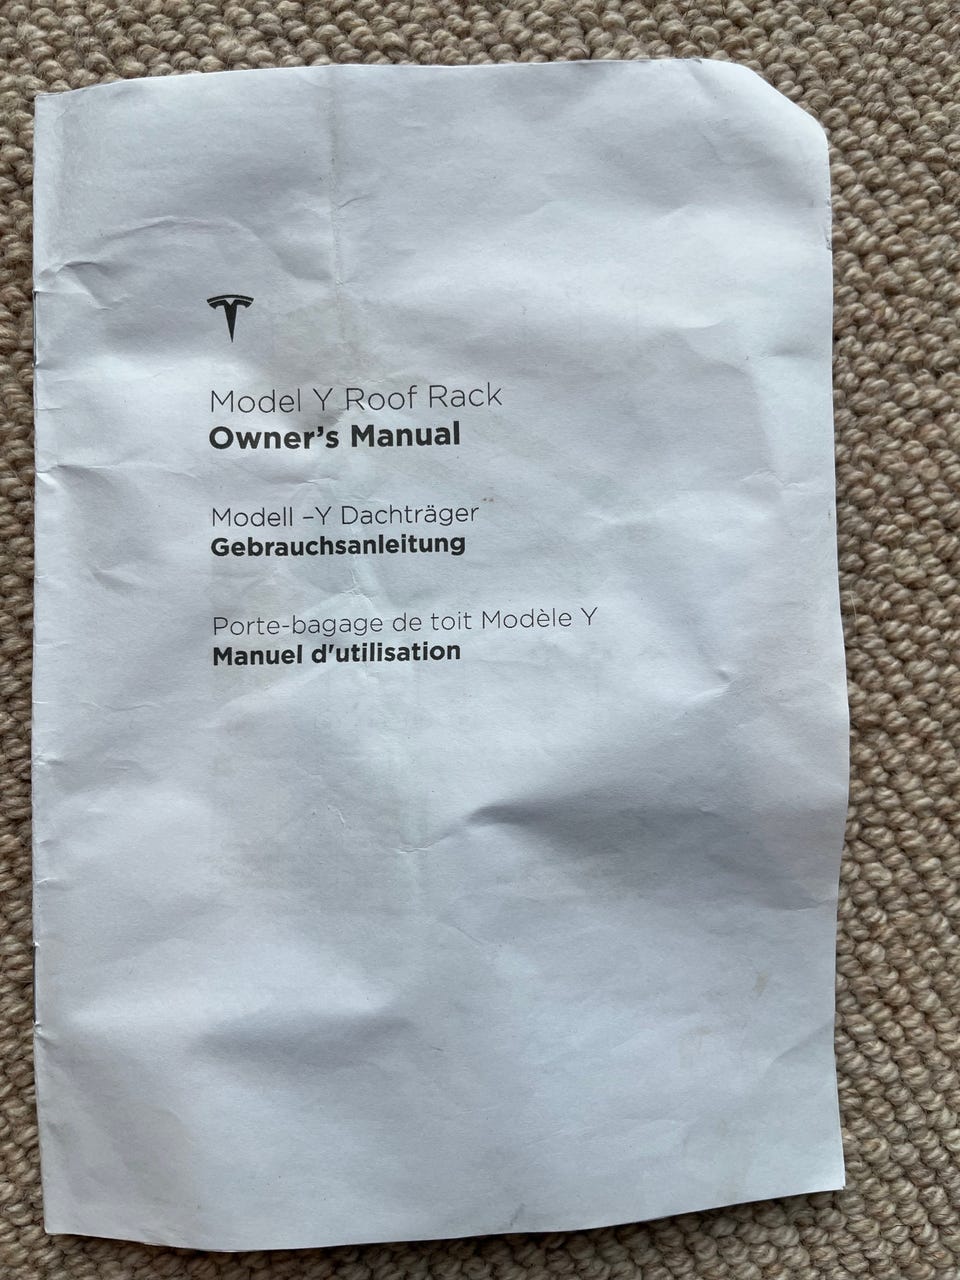 Model Y Roof Rack
Owner's Manual
Modell –Y Dachträger
Gebrauchsanleitung
Porte-bagage de toit Modèle Y
Manuel d'utilisation